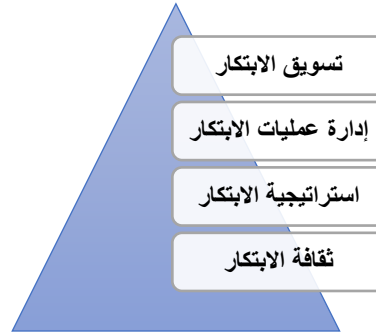 تسويق الابتكار
إدارة عمليات الابتكار
استراتيجية الابتكار
ثقافة الابتكار